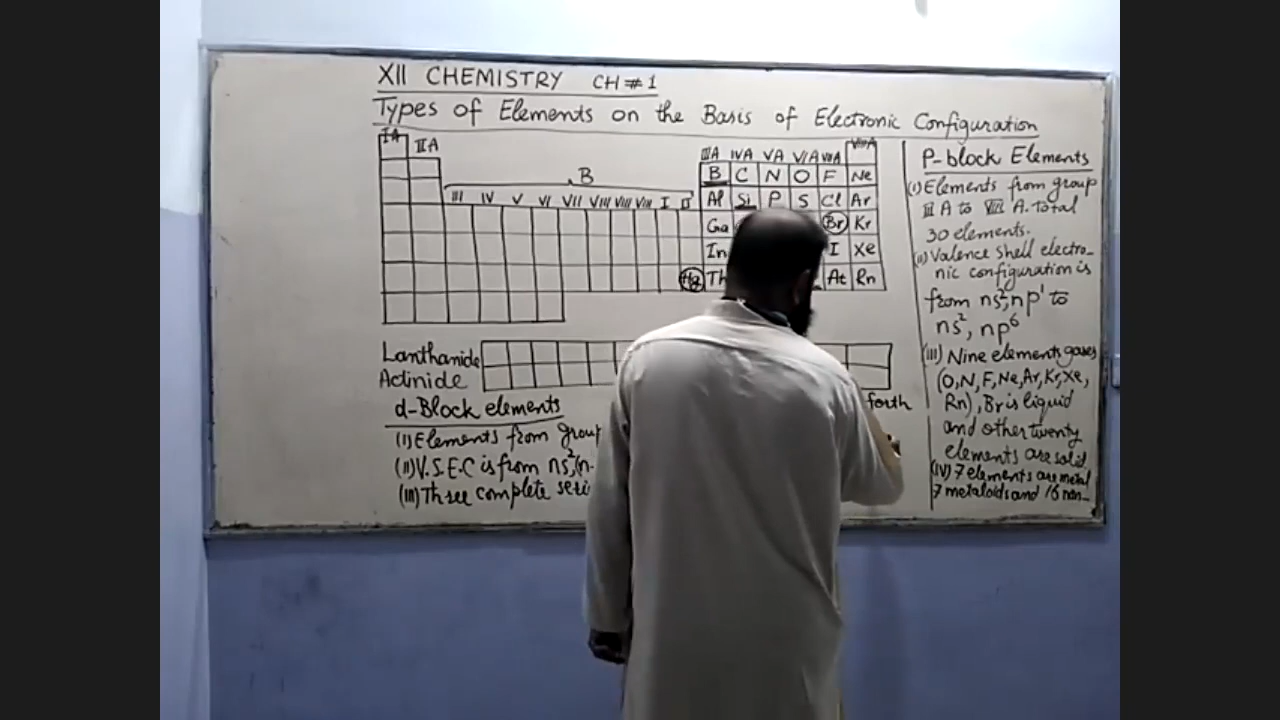 XII CHEMISTRY CH # 1
Types of Elements on the Basis of Electronic Configuration
IA
IIA
B
III IV V VI VII VIII VIII VIII I II
IIIA IVA VA VIA VIIA VIIIA
B C N O F Ne
Al Si P S Cl Ar
Ga Br Kr
In I Xe
Hg Th At Rn
Lanthanide
Actinide
d-Block elements
(I) Elements from group
(II) V.S.E.C is from ns², (n-
(III) Three complete seri
forth
P-block Elements
(I) Elements from group
III A to VIII A. Total
30 elements.
(II) Valence shell electro-
nic configuration is
from ns², np¹ to
ns², np⁶
(III) Nine elements gases
(O,N,F,Ne,Ar,Kr,Xe,
Rn), Br is liquid
and other twenty
elements are solid.
(IV) 7 elements are metal
7 metaloids and 16 non-